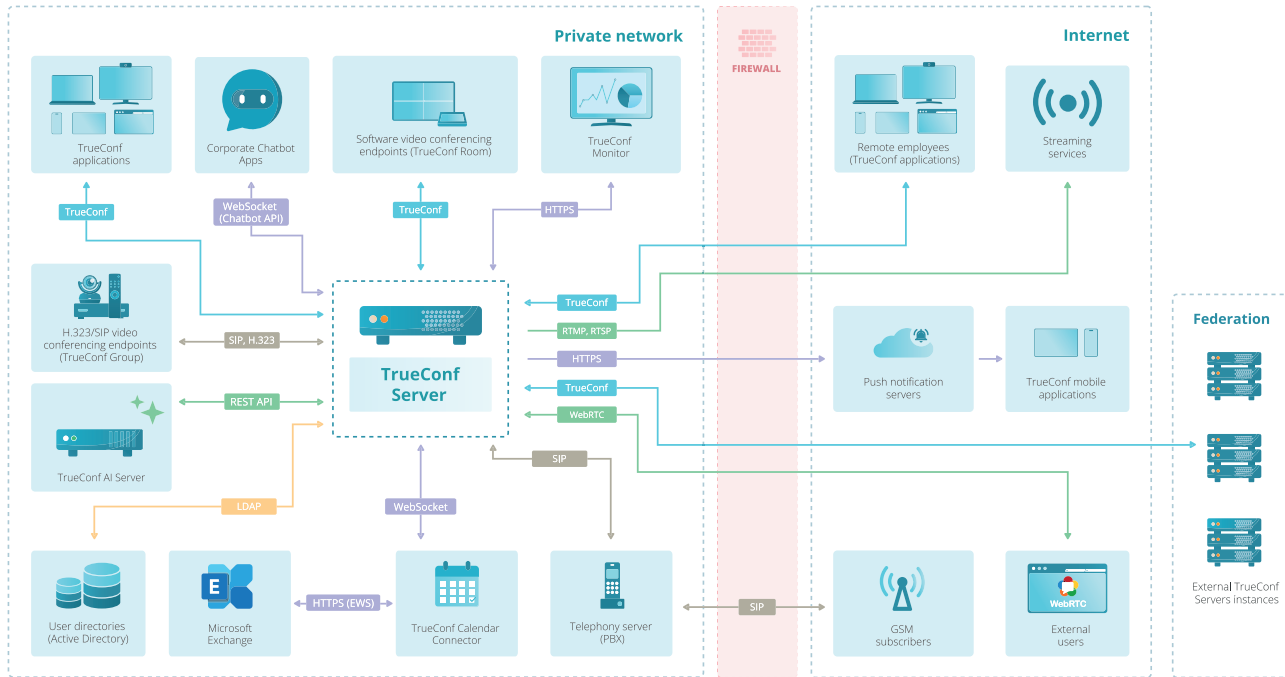 Private network
FIREWALL
Internet
TrueConf
applications
Corporate Chatbot
Apps
Software video conferencing
endpoints (TrueConf Room)
TrueConf
Monitor
Remote employees
(TrueConf applications)
Streaming
services
TrueConf
WebSocket
(Chatbot API)
TrueConf
HTTPS
H.323/SIP video
conferencing endpoints
(TrueConf Group)
SIP, H.323
TrueConf
Server
TrueConf
RTMP, RTSP
HTTPS
TrueConf
WebRTC
Push notification
servers
TrueConf mobile
applications
Federation
REST API
TrueConf AI Server
SIP
LDAP
WebSocket
User directories
(Active Directory)
E
Microsoft
Exchange
HTTPS (EWS)
TrueConf Calendar
Connector
Telephony server
(PBX)
SIP
GSM
subscribers
WebRTC
External
users
External TrueConf
Servers instances